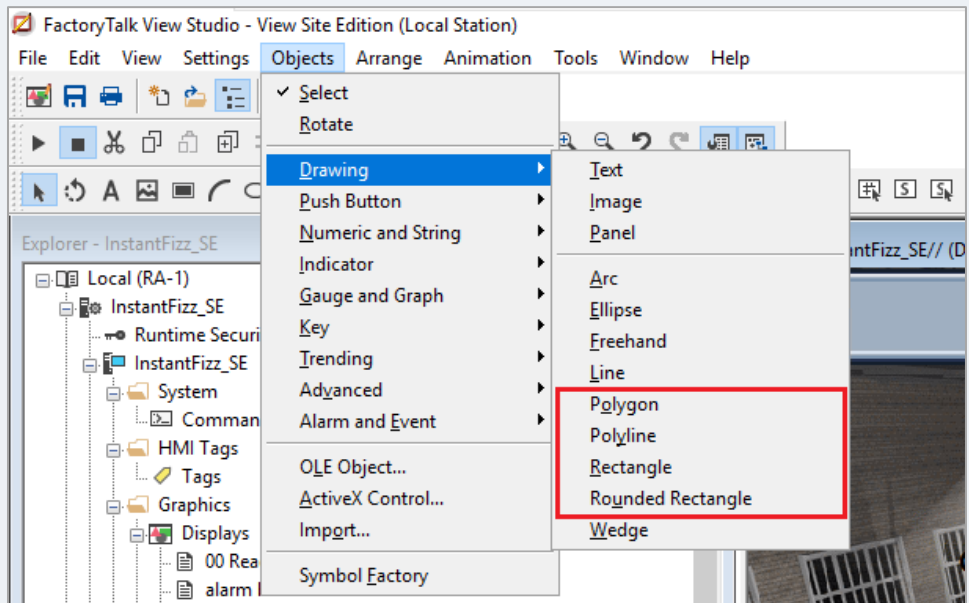 FactoryTalk View Studio - View Site Edition (Local Station)
File Edit View Settings Objects Arrange Animation Tools Window Help
Select
Rotate
Drawing
Push Button
Numeric and String
Indicator
Gauge and Graph
Key
Trending
Advanced
Alarm and Event
OLE Object...
ActiveX Control...
Import...
Symbol Factory
Text
Image
Panel
Arc
Ellipse
Freehand
Line
Polygon
Polyline
Rectangle
Rounded Rectangle
Wedge
Explorer - InstantFizz_SE
Local (RA-1)
InstantFizz_SE
Runtime Securi
InstantFizz_SE
System
Comman
HMI Tags
Tags
Graphics
Displays
00 Rea
alarm
ntFizz_SE// (D